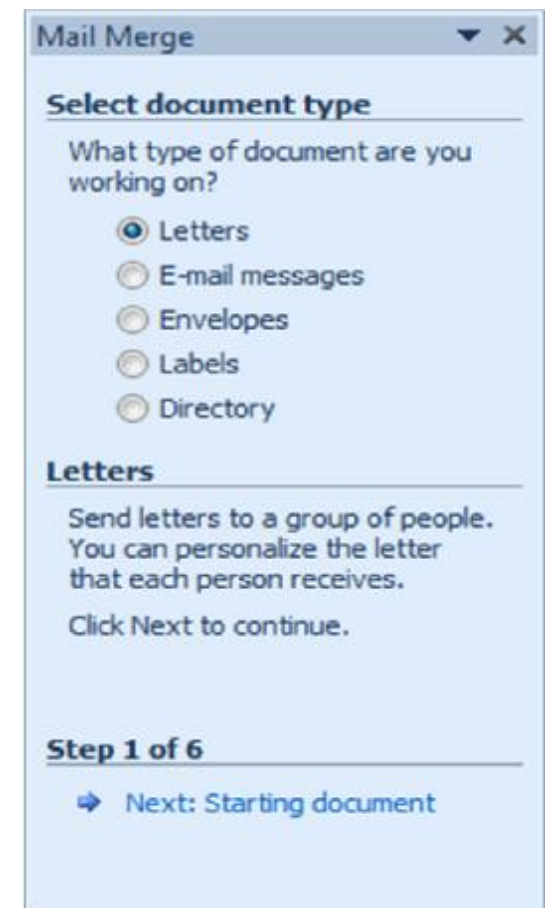 Mail Merge
Select document type
What type of document are you
working on?
Letters
E-mail messages
Envelopes
Labels
Directory
Letters
Send letters to a group of people.
You can personalize the letter
that each person receives.
Click Next to continue.
Step 1 of 6
Next: Starting document